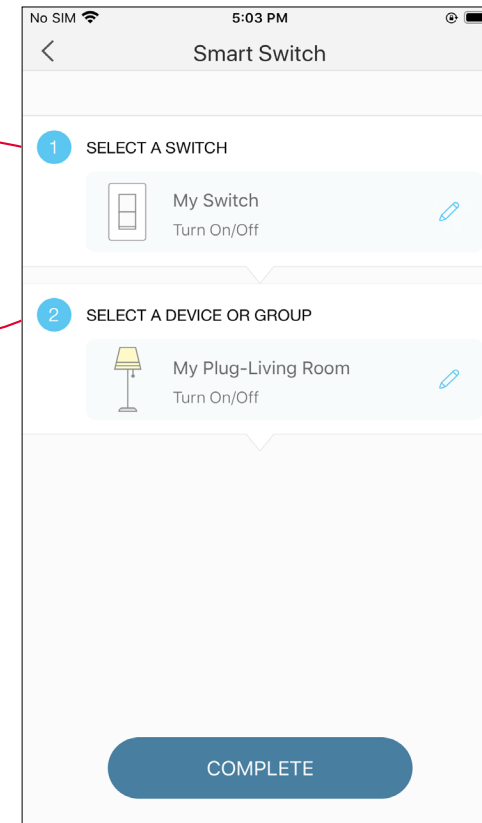 No SIM 5:03 PM
Smart Switch
1 SELECT A SWITCH
My Switch
Turn On/Off
2 SELECT A DEVICE OR GROUP
My Plug-Living Room
Turn On/Off
COMPLETE